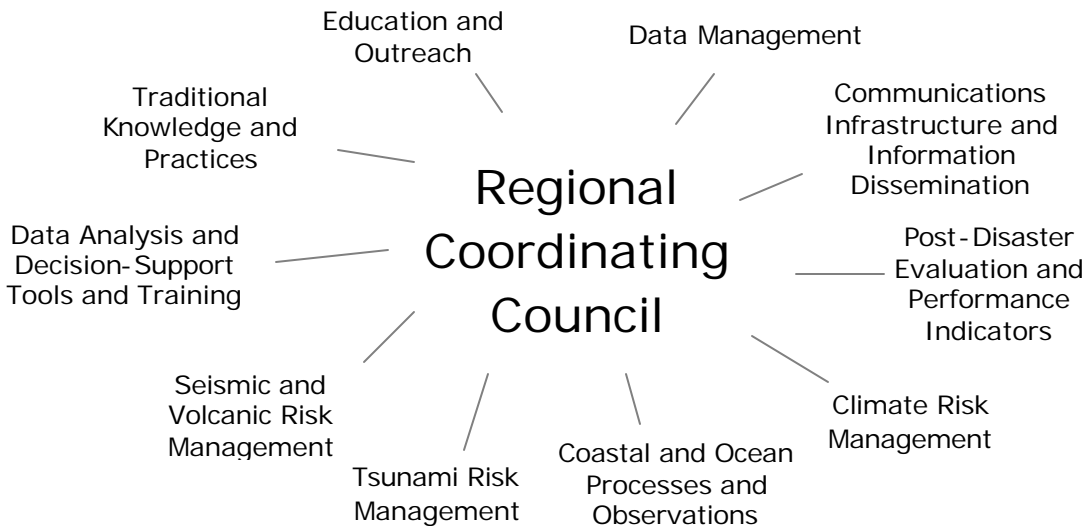 Education and
Outreach
Data Management
Traditional
Knowledge and
Practices
Communications
Infrastructure and
Information
Dissemination
Regional
Coordinating
Council
Data Analysis and
Decision-Support
Tools and Training
Post-Disaster
Evaluation and
Performance
Indicators
Seismic and
Volcanic Risk
Management
Tsunami Risk
Management
Coastal and Ocean
Processes and
Observations
Climate Risk
Management